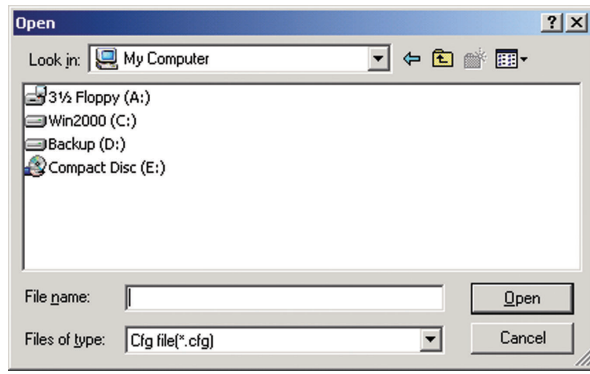 Open
Look in: My Computer
3½ Floppy (A:)
Win2000 (C:)
Backup (D:)
Compact Disc (E:)
File name: Open
Files of type: Cfg file(*.cfg) Cancel